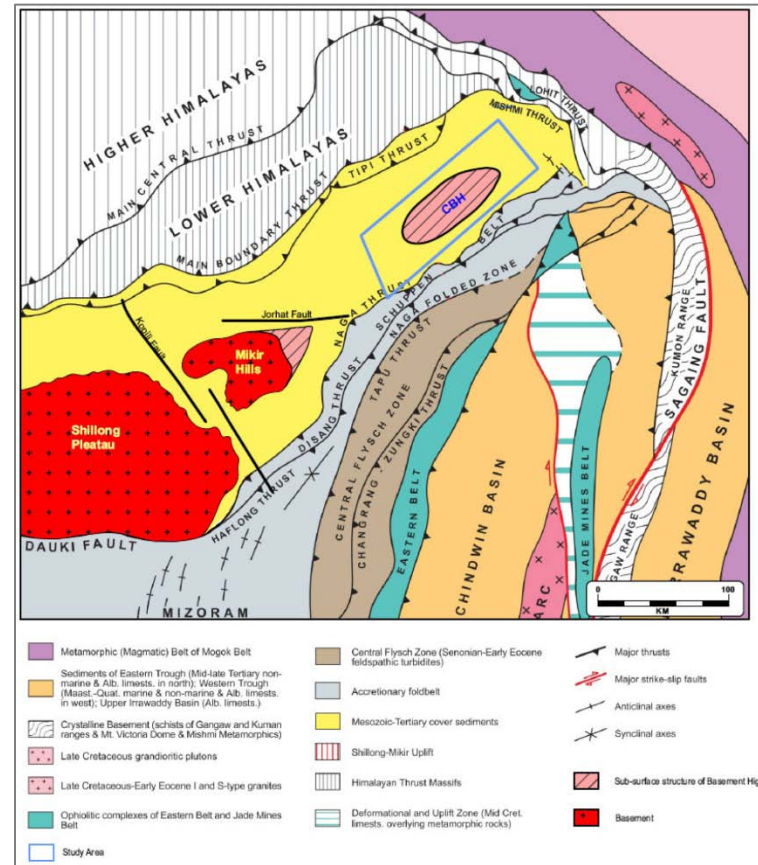 HIGHER HIMALAYAS
MAIN CENTRAL THRUST
LOWER HIMALAYAS
MAIN BOUNDARY THRUST
TIPI THRUST
MISHMI THRUST
LOHIT THRUST
CBH
Jorhat Fault
Kopili Fault
Mikir
Hills
Shillong
Pleatau
NAGA THRUST
SCHUPPEN BELT
NAGA FOLDED ZONE
DISANG THRUST
TAPU THRUST
HAFLONG THRUST
CENTRAL FLYSCH ZONE
CHANGRANG - ZUNGKI THRUST
EASTERN BELT
DAUKI FAULT
MIZORAM
CHINDWIN BASIN
ARC
JADE MINES BELT
GAW RANGE
KUMON RANGE
SAGAING FAULT
RRAWADDY BASIN
0 100
KM
Metamorphic (Magmatic) Belt of Mogok Belt
Sediments of Eastern Trough (Mid-late Tertiary non-
marine & Alb. limests. in north); Western Trough
(Maast.-Quat. marine & non-marine & Alb. limests.
in west); Upper Irrawaddy Basin (Alb. limests.)
Crystalline Basement (schists of Gangaw and Kuman
ranges & Mt. Victoria Dome & Mishmi Metamorphics)
Late Cretaceous grandioritic plutons
Late Cretaceous-Early Eocene I and S-type granites
Ophiolitic complexes of Eastern Belt and Jade Mines
Belt
Study Area
Central Flysch Zone (Senonian-Early Eocene
feldspathic turbidites)
Accretionary foldbelt
Mesozoic-Tertiary cover sediments
Shillong-Mikir Uplift
Himalayan Thrust Massifs
Deformational and Uplift Zone (Mid Cret.
limests. overlying metamorphic rocks)
Major thrusts
Major strike-slip faults
Anticlinal axes
Synclinal axes
Sub-surface structure of Basement Hig
Basement